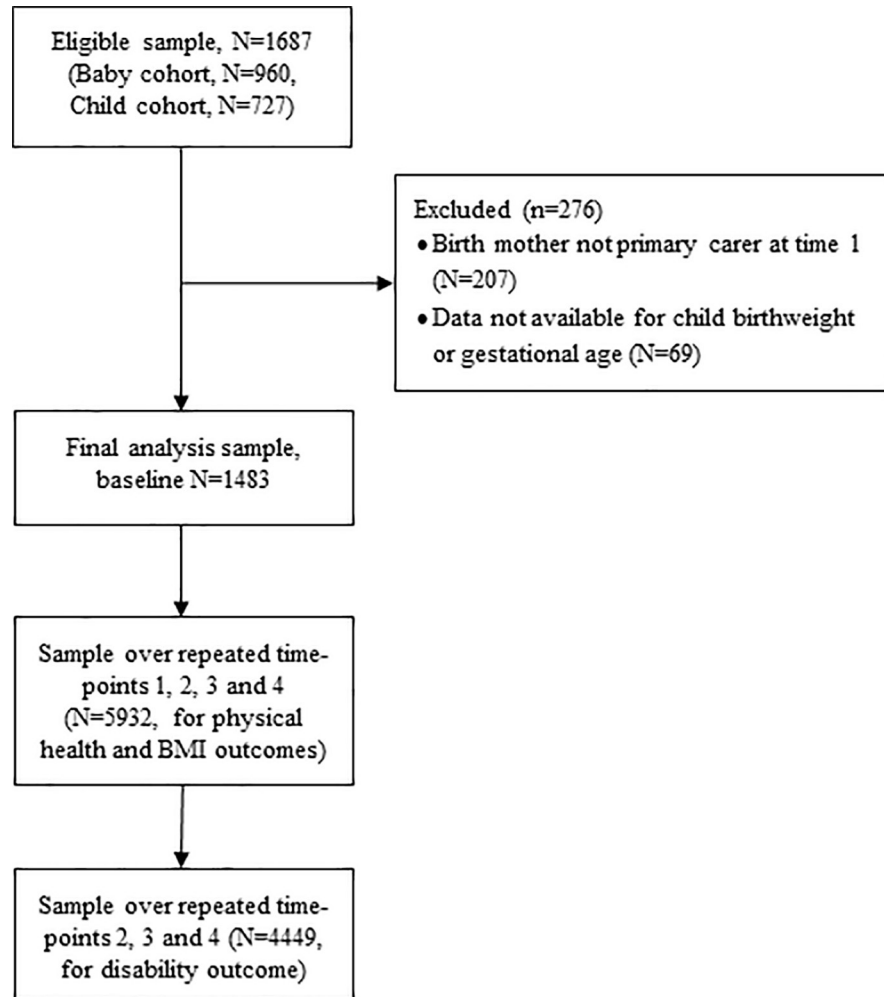 Eligible sample, N=1687
(Baby cohort, N=960,
Child cohort, N=727)
Excluded (n=276)
•Birth mother not primary carer at time 1
(N=207)
•Data not available for child birthweight
or gestational age (N=69)
Final analysis sample,
baseline N=1483
Sample over repeated time-
points 1, 2, 3 and 4
(N=5932, for physical
health and BMI outcomes)
Sample over repeated time-
points 2, 3 and 4 (N=4449,
for disability outcome)